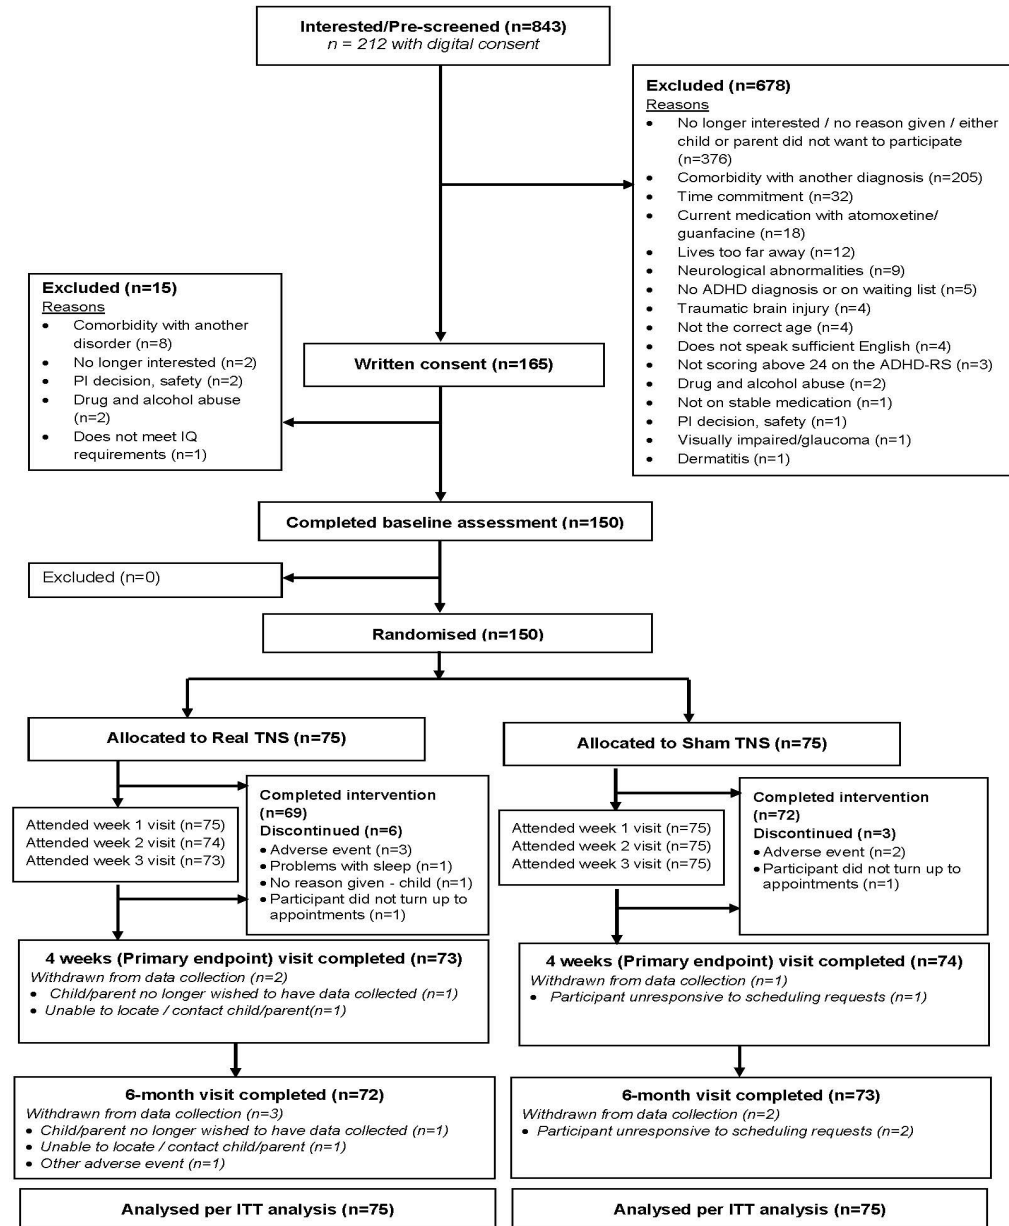 Interested/Pre-screened (n=843)
n = 212 with digital consent
Excluded (n=678)
Reasons
• No longer interested / no reason given / either
child or parent did not want to participate
(n=376)
• Comorbidity with another diagnosis (n=205)
• Time commitment (n=32)
• Current medication with atomoxetine/
guanfacine (n=18)
• Lives too far away (n=12)
• Neurological abnormalities (n=9)
• No ADHD diagnosis or on waiting list (n=5)
• Traumatic brain injury (n=4)
• Not the correct age (n=4)
• Does not speak sufficient English (n=4)
• Not scoring above 24 on the ADHD-RS (n=3)
• Drug and alcohol abuse (n=2)
• Not on stable medication (n=1)
• PI decision, safety (n=1)
• Visually impaired/glaucoma (n=1)
• Dermatitis (n=1)
Excluded (n=15)
Reasons
• Comorbidity with another
disorder (n=8)
• No longer interested (n=2)
• PI decision, safety (n=2)
• Drug and alcohol abuse
(n=2)
• Does not meet IQ
requirements (n=1)
Written consent (n=165)
Completed baseline assessment (n=150)
Excluded (n=0)
Randomised (n=150)
Allocated to Real TNS (n=75)
Attended week 1 visit (n=75)
Attended week 2 visit (n=74)
Attended week 3 visit (n=73)
Completed intervention
(n=69)
Discontinued (n=6)
• Adverse event (n=3)
• Problems with sleep (n=1)
• No reason given - child (n=1)
• Participant did not turn up to
appointments (n=1)
4 weeks (Primary endpoint) visit completed (n=73)
Withdrawn from data collection (n=2)
• Child/parent no longer wished to have data collected (n=1)
• Unable to locate / contact child/parent(n=1)
6-month visit completed (n=72)
Withdrawn from data collection (n=3)
• Child/parent no longer wished to have data collected (n=1)
• Unable to locate / contact child/parent (n=1)
• Other adverse event (n=1)
Analysed per ITT analysis (n=75)
Allocated to Sham TNS (n=75)
Attended week 1 visit (n=75)
Attended week 2 visit (n=75)
Attended week 3 visit (n=75)
Completed intervention
(n=72)
Discontinued (n=3)
• Adverse event (n=2)
• Participant did not turn up to
appointments (n=1)
4 weeks (Primary endpoint) visit completed (n=74)
Withdrawn from data collection (n=1)
• Participant unresponsive to scheduling requests (n=1)
6-month visit completed (n=73)
Withdrawn from data collection (n=2)
• Participant unresponsive to scheduling requests (n=2)
Analysed per ITT analysis (n=75)